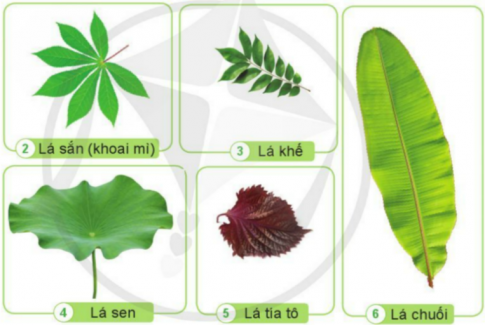 2 Lá sắn (khoai mì)
3 Lá khế
4 Lá sen
5 Lá tía tô
6 Lá chuối